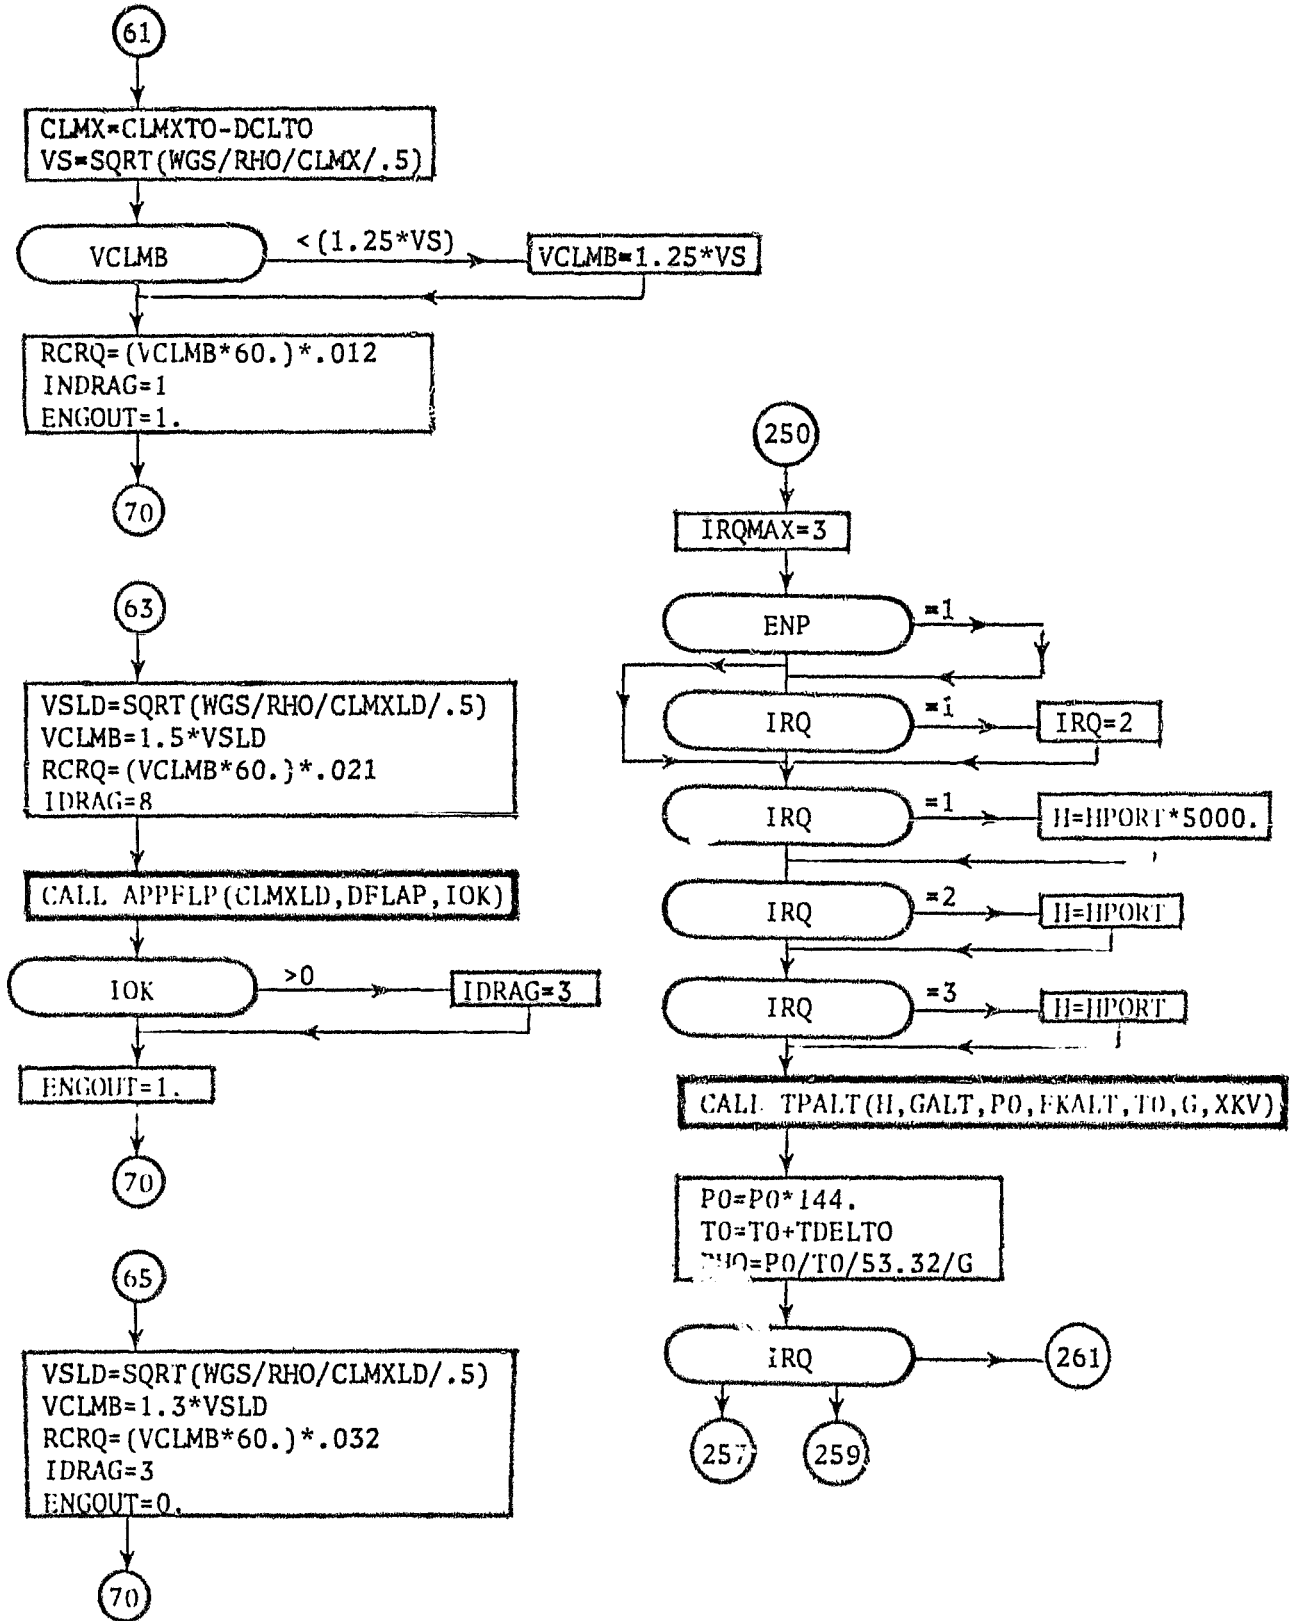 61
CLMX=CLMXTO-DCLTO
VS=SQRT(WGS/RHO/CLMX/.5)
VCLMB
<(1.25*VS)
VCLMB=1.25*VS
RCRQ=(VCLMB*60.)*.012
INDRAG=1
ENGOUT=1.
70
63
VSLD=SQRT(WGS/RHO/CLMXLD/.5)
VCLMB=1.5*VSLD
RCRQ=(VCLMB*60.}*.021
IDRAG=8
CALL APPFLP(CLMXLD,DFLAP,IOK)
IOK
>0
IDRAG=3
ENGOUT=1.
70
65
VSLD=SQRT(WGS/RHO/CLMXLD/.5)
VCLMB=1.3*VSLD
RCRQ=(VCLMB*60.)*.032
IDRAG=3
ENGOUT=0.
70
250
IRQMAX=3
ENP
=1
IRQ
=1
IRQ=2
IRQ
=1
H=HPORT*5000.
IRQ
=2
H=HPORT
IRQ
=3
H=HPORT
CALL TPALT(H,GALT,PO,FKALT,TO,G,XKV)
PO=PO*144.
TO=TO+TDELTO
RHO=PO/TO/53.32/G
IRQ
261
257
259